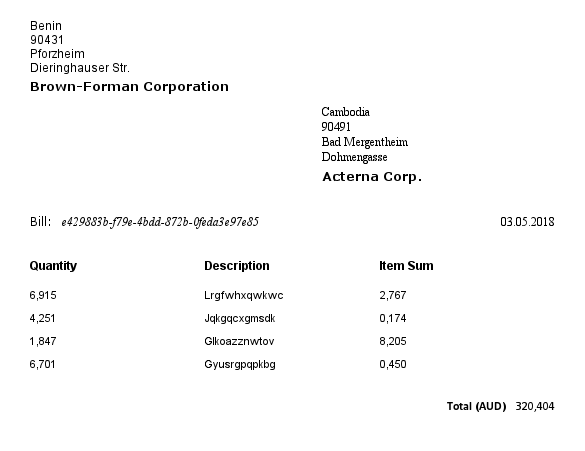 Benin
90431
Pforzheim
Dieringhauser Str.
Brown-Forman Corporation
Cambodia
90491
Bad Mergentheim
Dohmengasse
Acterna Corp.
Bill: e429883b-f79e-4bdd-872b-0feda3e97e85 03.05.2018
Quantity Description Item Sum
6,915 Lrgfwhxqwkwc 2,767
4,251 Jqkgqcxgmsdk 0,174
1,847 Glkoazznwtov 8,205
6,701 Gyusrgpqpkbg 0,450
Total (AUD) 320,404